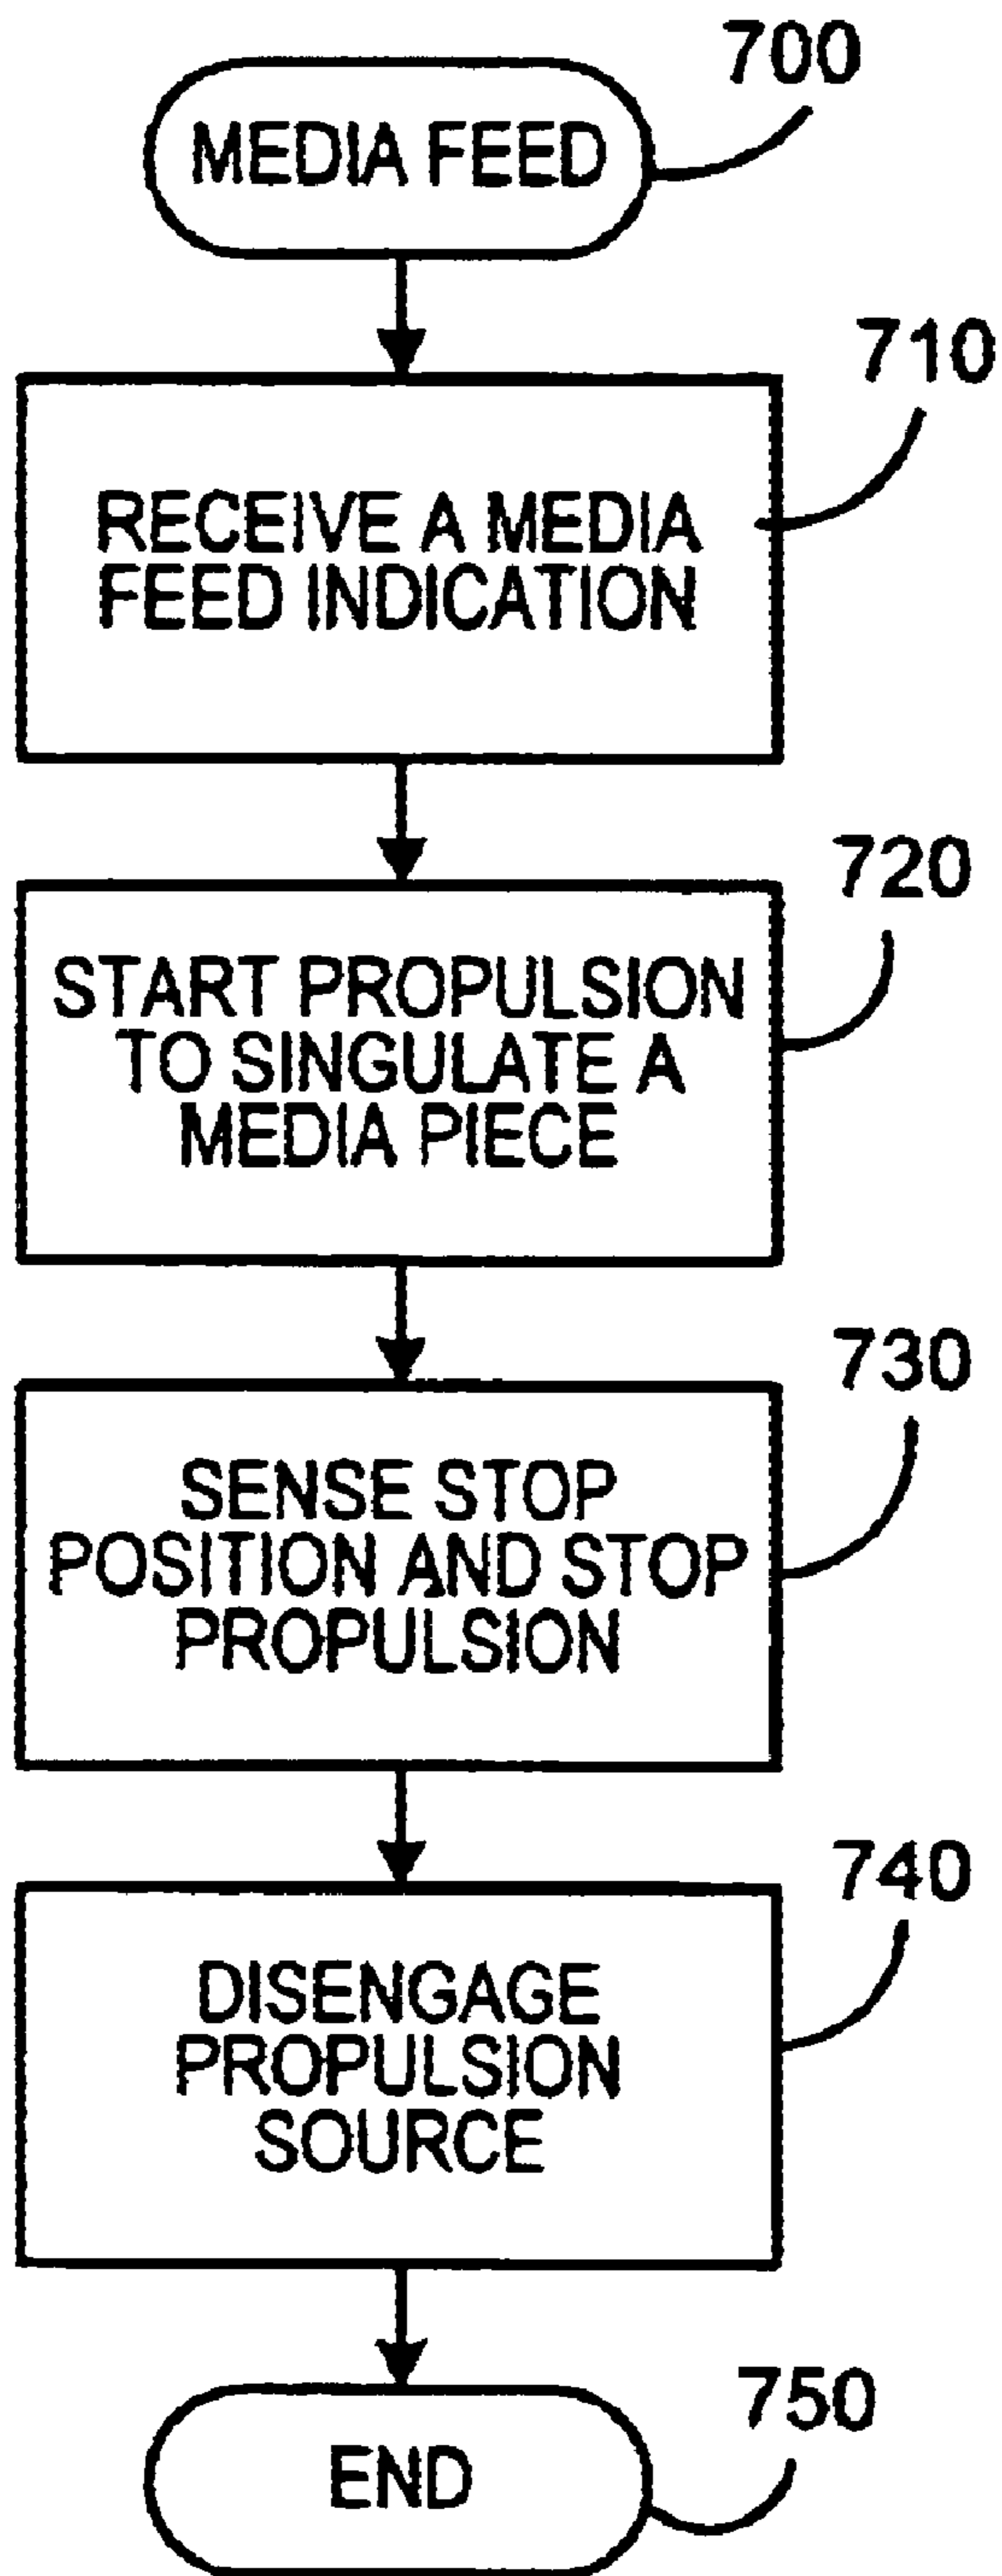 700
MEDIA FEED
710
RECEIVE A MEDIA
FEED INDICATION
720
START PROPULSION
TO SINGULATE A
MEDIA PIECE
730
SENSE STOP
POSITION AND STOP
PROPULSION
740
DISENGAGE
PROPULSION
SOURCE
750
END